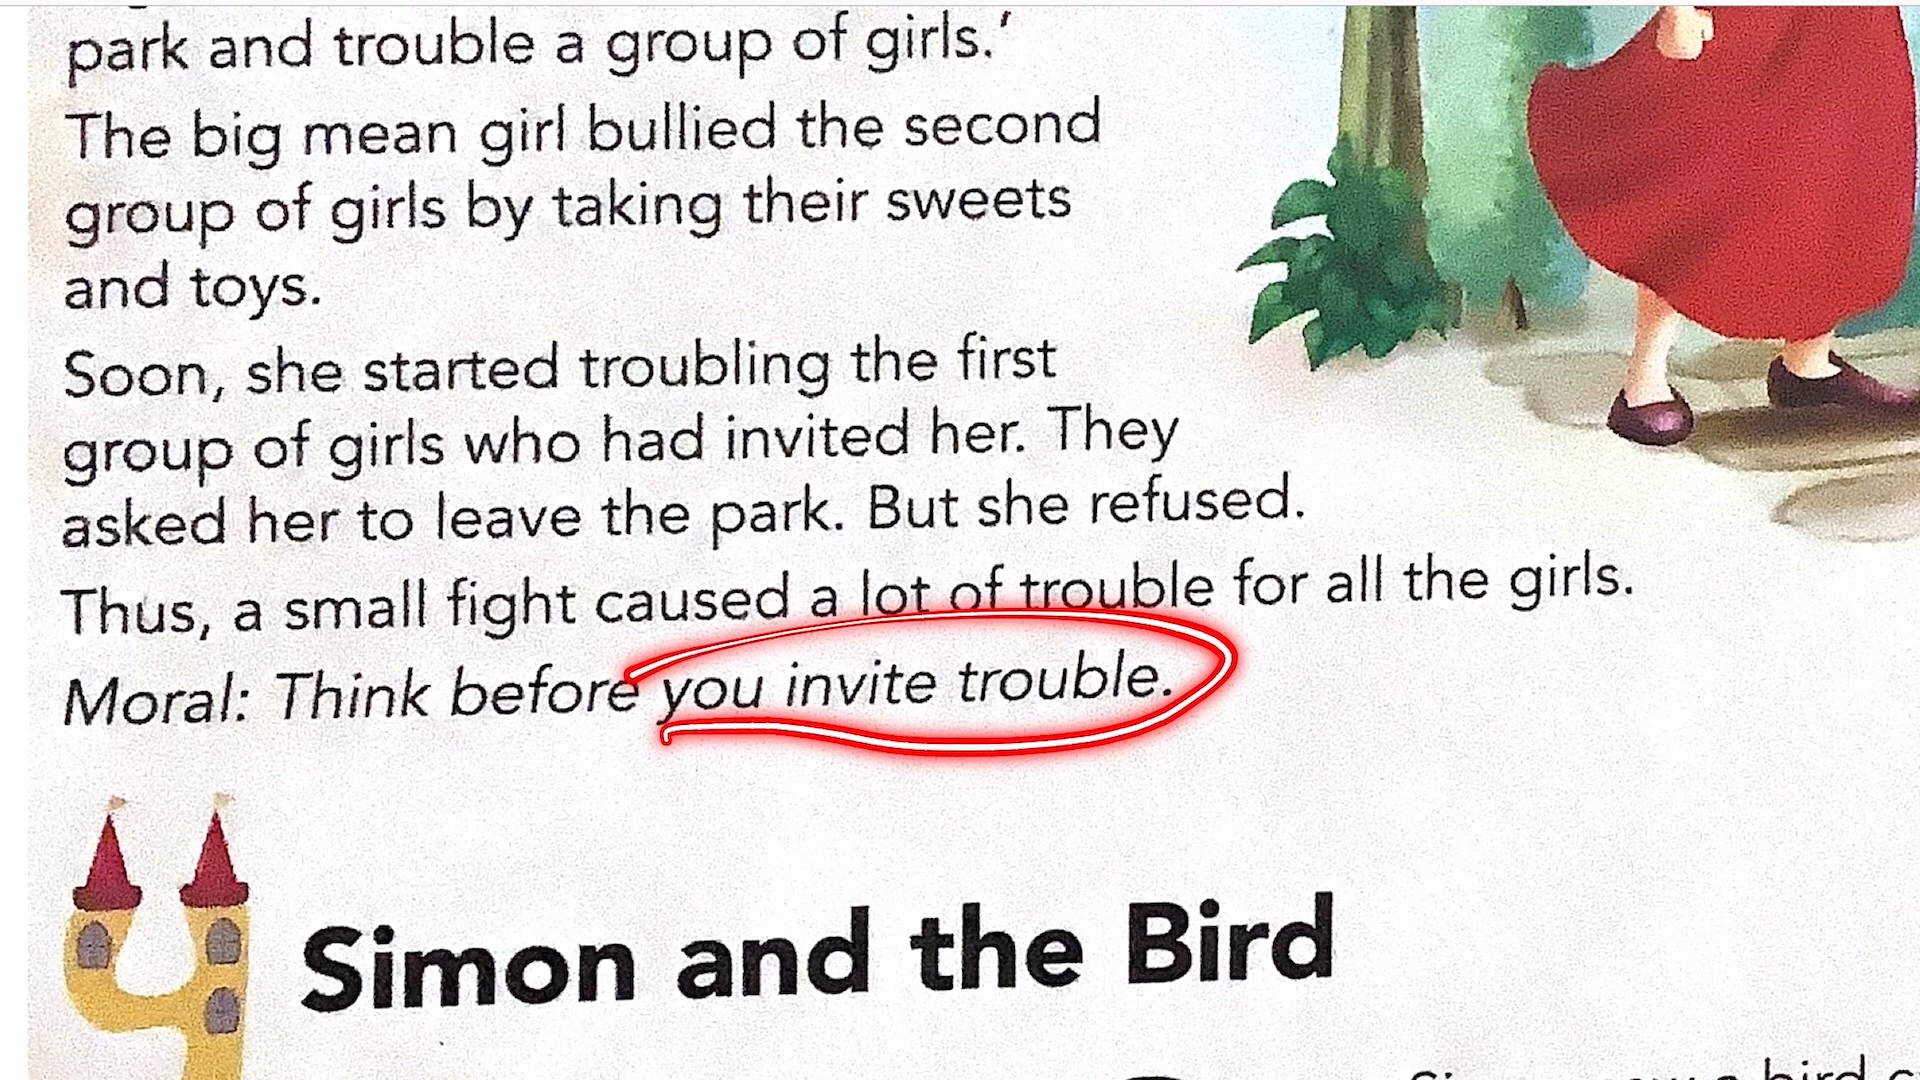 park and trouble a group of girls.'
The big mean girl bullied the second
group of girls by taking their sweets
and toys.
Soon, she started troubling the first
group of girls who had invited her. They
asked her to leave the park. But she refused.
Thus, a small fight caused a lot of trouble for all the girls.
Moral: Think before you invite trouble.
4
Simon and the Bird